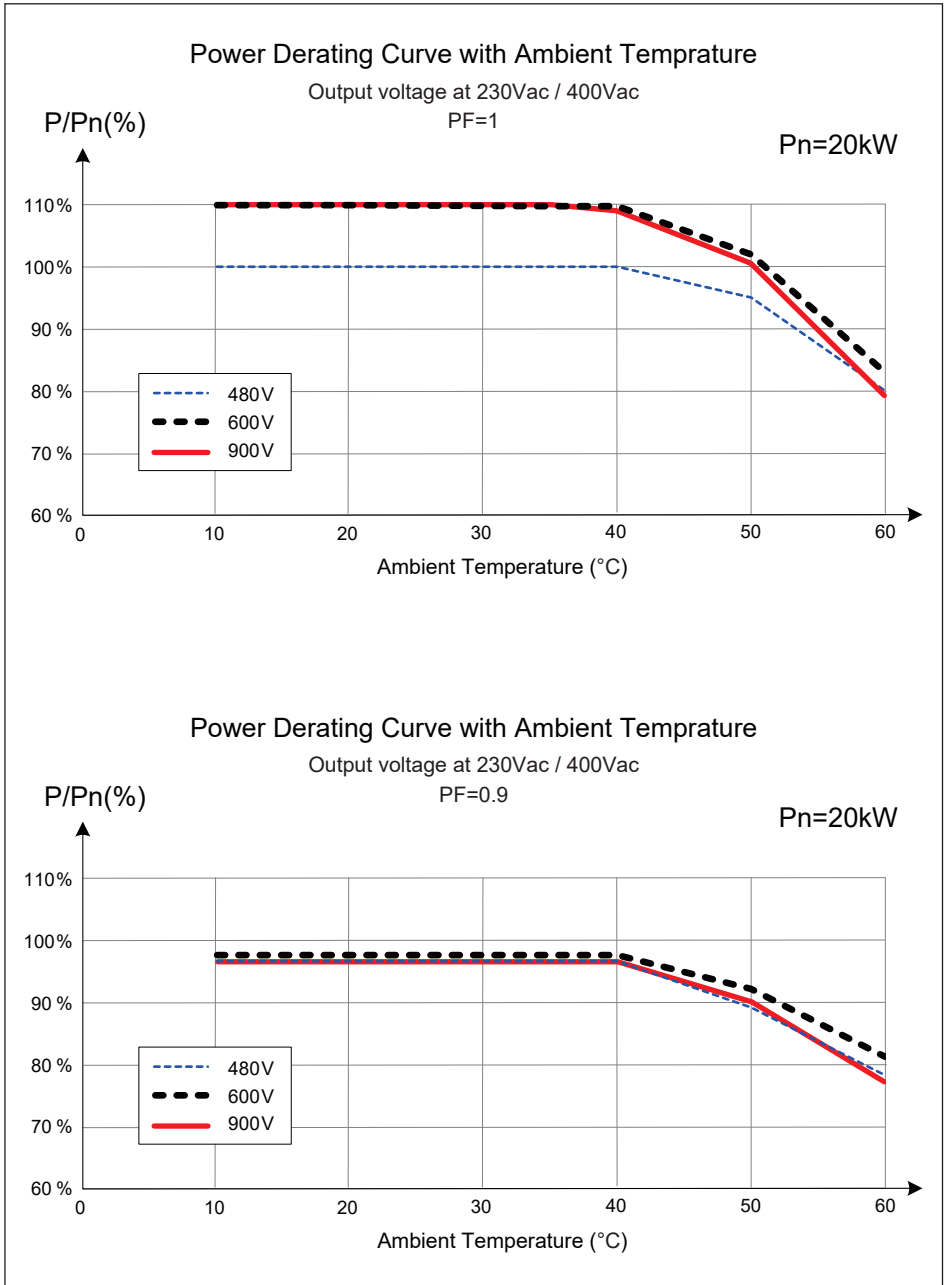 Power Derating Curve with Ambient Temprature
Output voltage at 230Vac / 400Vac
P/Pn(%)
PF=1
Pn=20kW
110%
100%
90 %
80 %
70 %
60 %
480V
600V
900V
0
10
20
30
40
50
60
Ambient Temperature (°C)
Power Derating Curve with Ambient Temprature
Output voltage at 230Vac / 400Vac
P/Pn(%)
PF=0.9
Pn=20kW
110%
100%
90 %
80 %
70 %
60 %
480V
600V
900V
0
10
20
30
40
50
60
Ambient Temperature (°C)